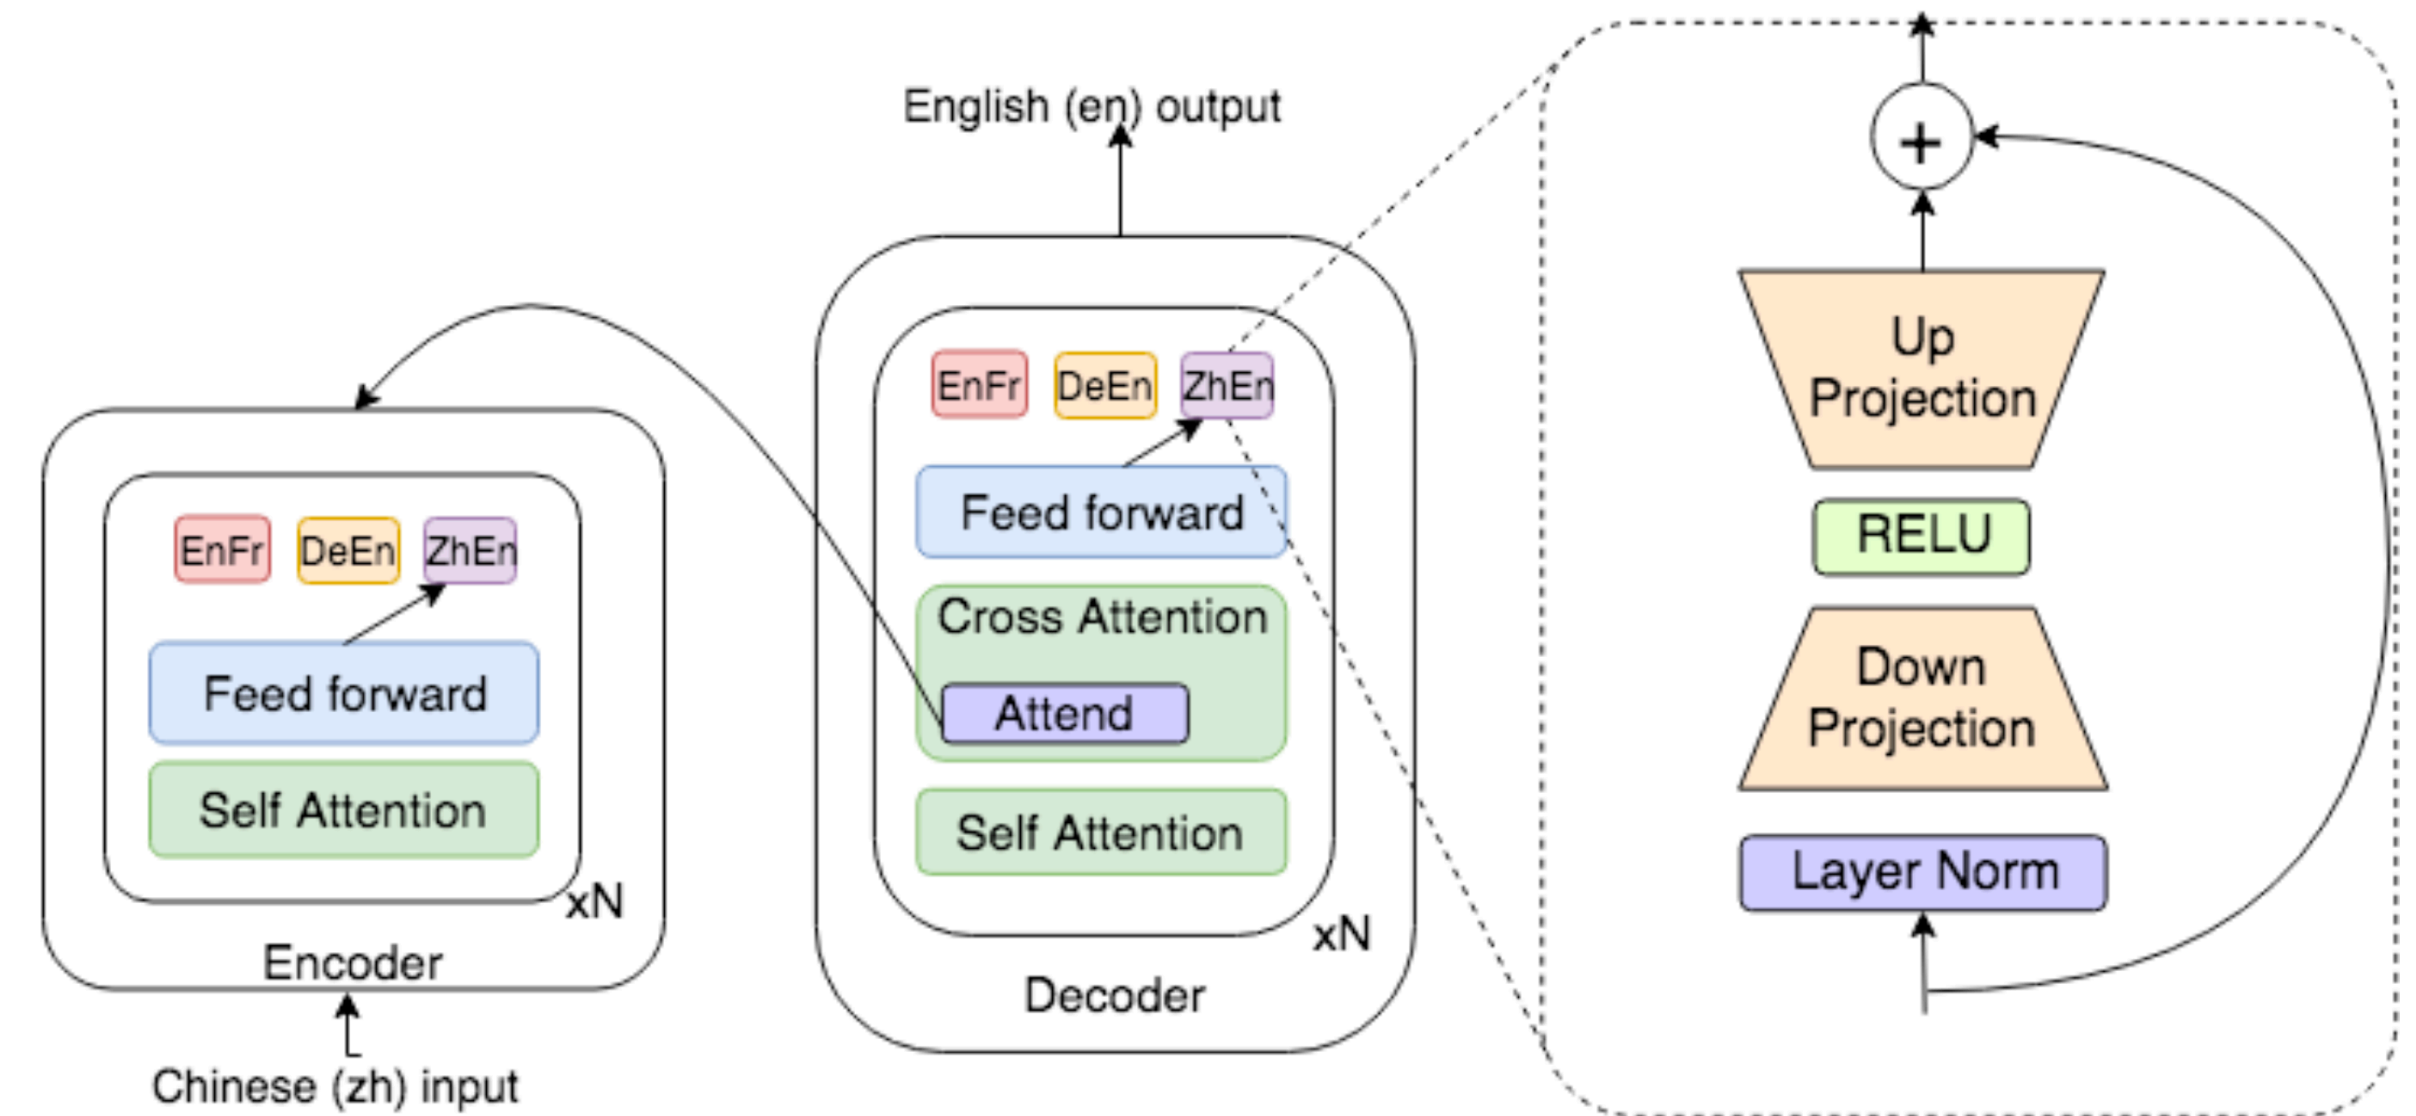 English (en) output
EnFr
DeEn
ZhEn
Feed forward
Self Attention
xN
Encoder
Chinese (zh) input
EnFr
DeEn
ZhEn
Feed forward
Cross Attention
Attend
Self Attention
xN
Decoder
+
Up
Projection
RELU
Down
Projection
Layer Norm